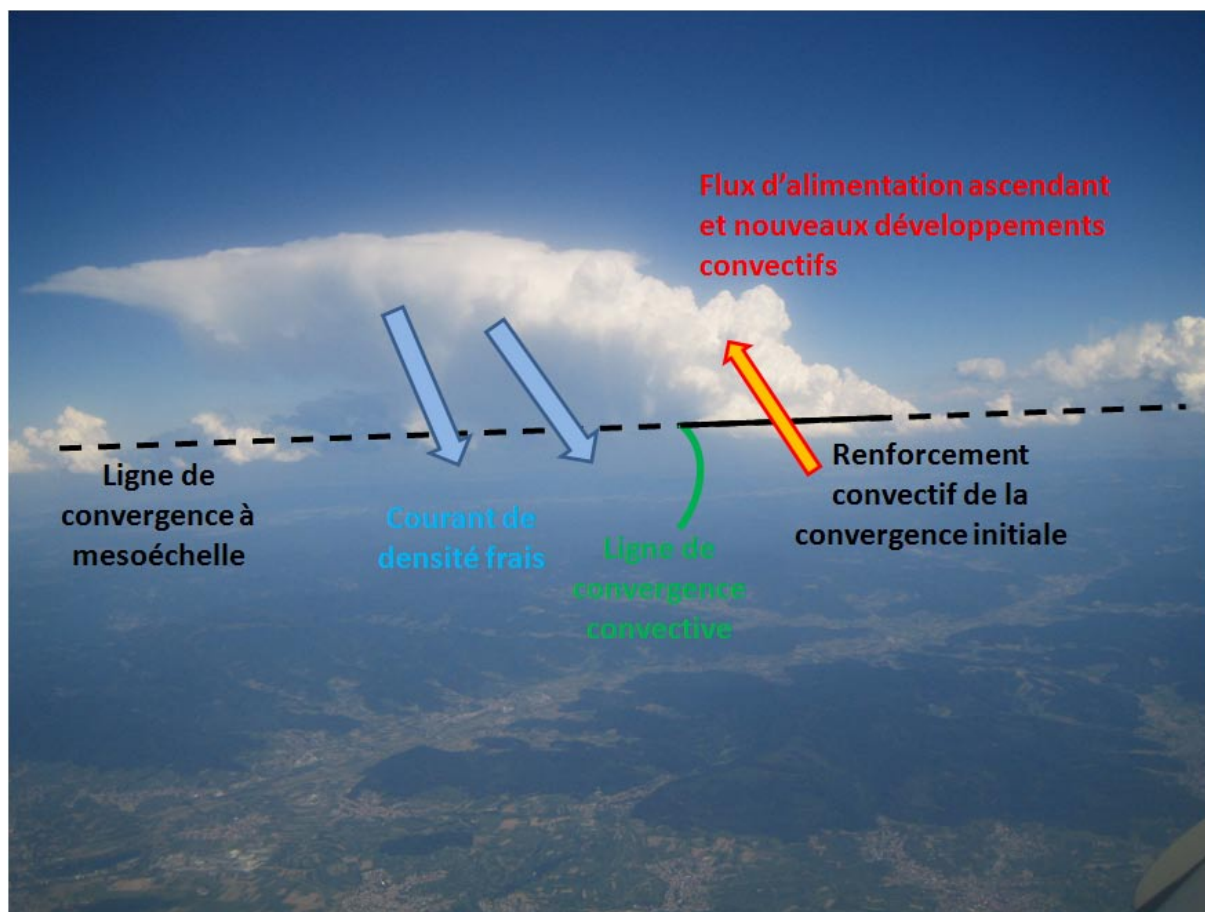 Flux d'alimentation ascendant
et nouveaux développements
convectifs
Ligne de
convergence à
mesoéchelle
Courant de
densité frais
Ligne de
convergence
convective
Renforcement
convectif de la
convergence initiale